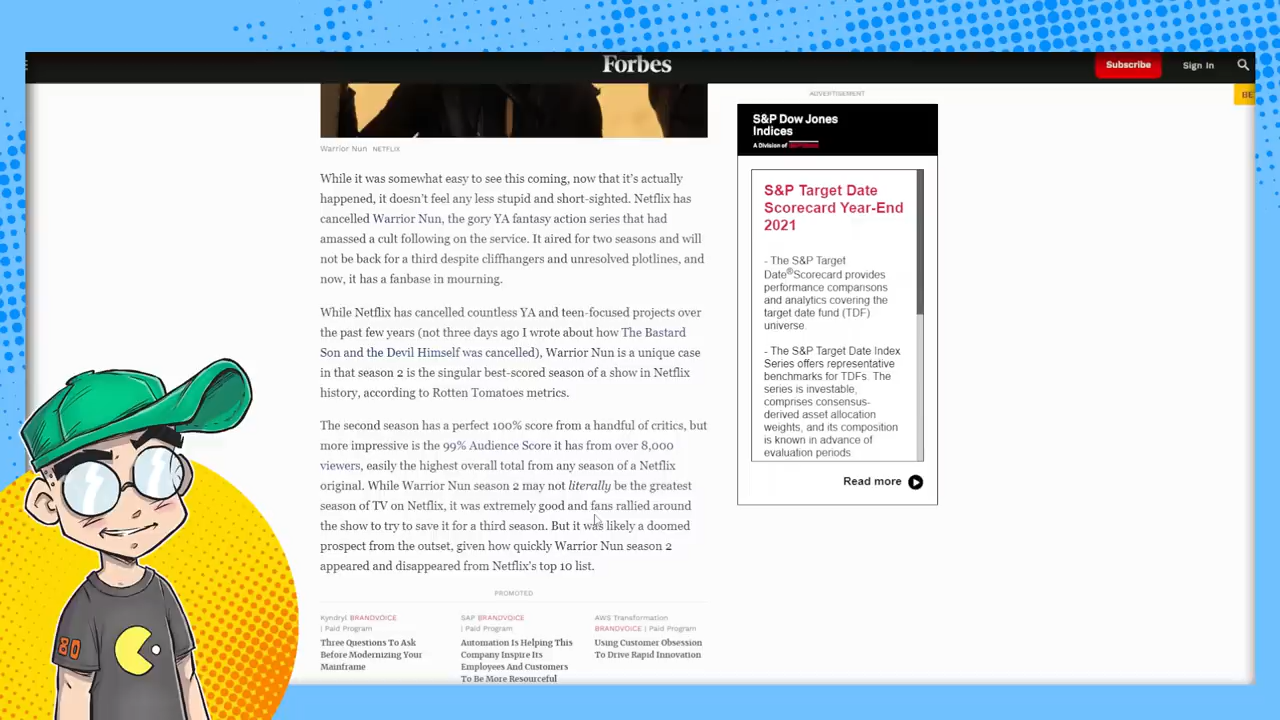 Forbes
Subscribe
Sign In
ADVERTISEMENT
Warrior Nun NETFLIX
While it was somewhat easy to see this coming, now that it's actually
happened, it doesn't feel any less stupid and short-sighted. Netflix has
cancelled Warrior Nun, the gory YA fantasy action series that had
amassed a cult following on the service. It aired for two seasons and will
not be back for a third despite cliffhangers and unresolved plotlines, and
now, it has a fanbase in mourning.
While Netflix has cancelled countless YA and teen-focused projects over
the past few years (not three days ago I wrote about how The Bastard
Son and the Devil Himself was cancelled), Warrior Nun is a unique case
in that season 2 is the singular best-scored season of a show in Netflix
history, according to Rotten Tomatoes metrics.
The second season has a perfect 100% score from a handful of critics, but
more impressive is the 99% Audience Score it has from over 8,000
viewers, easily the highest overall total from any season of a Netflix
original. While Warrior Nun season 2 may not literally be the greatest
season of TV on Netflix, it was extremely good and fans rallied around
the show to try to save it for a third season. But it was likely a doomed
prospect from the outset, given how quickly Warrior Nun season 2
appeared and disappeared from Netflix's top 10 list.
PROMOTED
Kyndryl BRANDVOICE
| Paid Program
Three Questions To Ask
Before Modernizing Your
Mainframe
SAP BRANDVOICE
| Paid Program
Automation Is Helping This
Company Inspire Its
Employees And Customers
To Be More Resourceful
AWS Transformation
BRANDVOICE | Paid Program
Using Customer Obsession
To Drive Rapid Innovation
S&P Dow Jones
Indices
A Division of
S&P Target Date
Scorecard Year-End
2021
- The S&P Target
Date®Scorecard provides
performance comparisons
and analytics covering the
target date fund (TDF)
universe
- The S&P Target Date Index
Series offers representative
benchmarks for TDFs. The
series is investable,
comprises consensus-
derived asset allocation
weights, and its composition
is known in advance of
evaluation periods
Read more
80